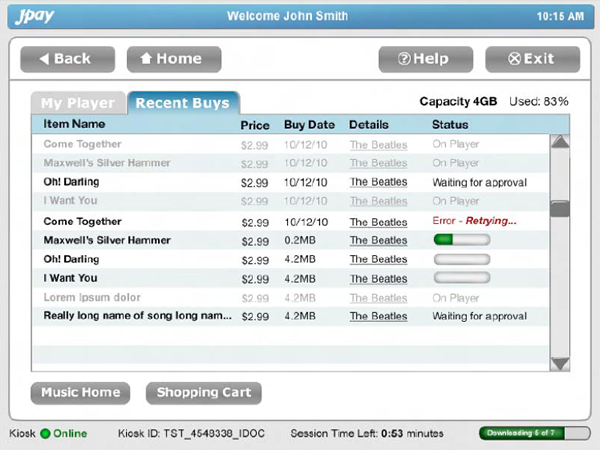 jpay Welcome John Smith 10:15 AM
Back Home Help Exit
My Player Recent Buys Capacity 4GB Used: 83%
Item Name Price Buy Date Details Status
Come Together $2.99 10/12/10 The Beatles On Player
Maxwell's Silver Hammer $2.99 10/12/10 The Beatles On Player
Oh! Darling $2.99 10/12/10 The Beatles Waiting for approval
I Want You $2.99 10/12/10 The Beatles On Player
Come Together $2.99 10/12/10 The Beatles Error - Retrying...
Maxwell's Silver Hammer $2.99 0.2MB The Beatles
Oh! Darling $2.99 4.2MB The Beatles
I Want You $2.99 4.2MB The Beatles
Lorem Ipsum dolor $2.99 4.2MB The Beatles On Player
Really long name of song long nam... $2.99 4.2MB The Beatles Waiting for approval
Music Home Shopping Cart
Kiosk Online Kiosk ID: TST_4548338_IDOC Session Time Left: 0:53 minutes Downloading 5 of 7